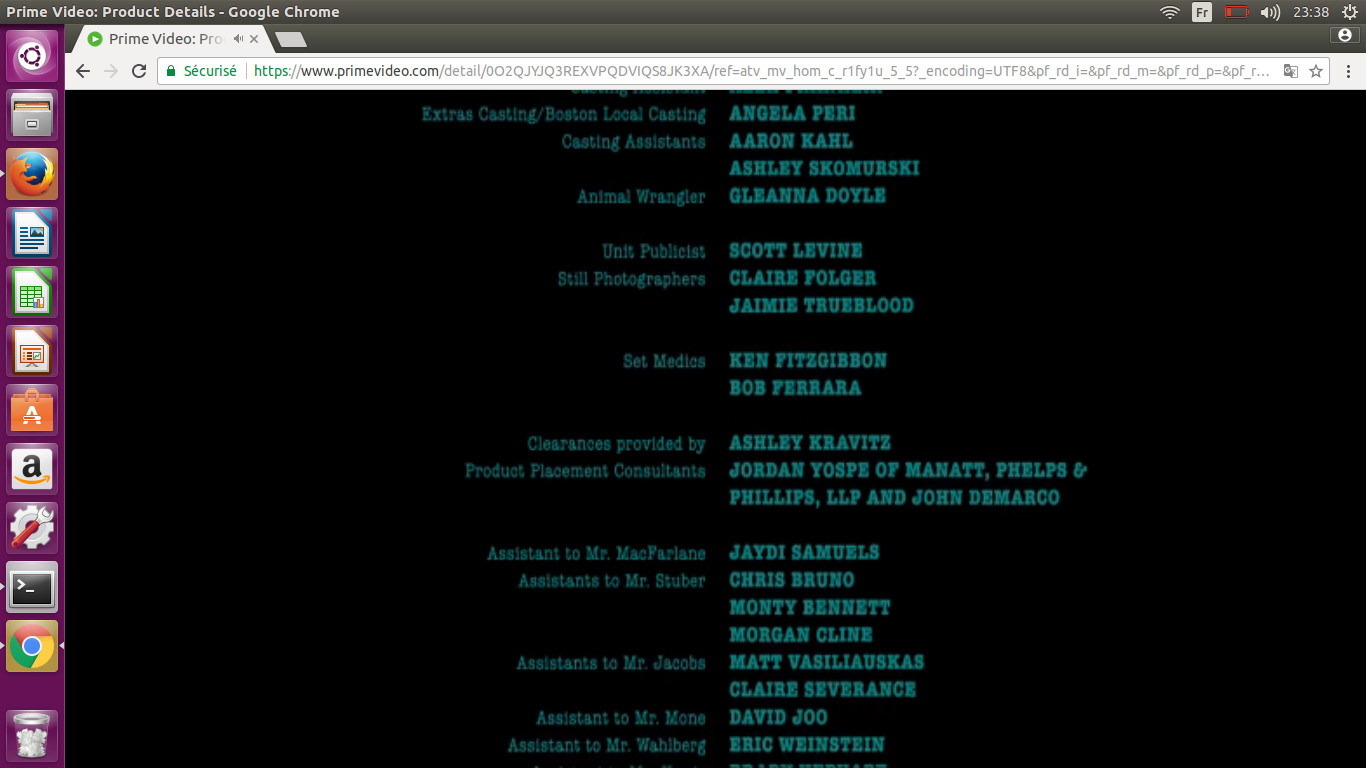 Prime Video: Product Details - Google Chrome
Fr
23:38
Prime Video: Pro
Sécurisé
https://www.primevideo.com/detail/0O2QJYJQ3REXVPQDVIQS8JK3XA/ref=atv_mv_hom_c_r1fy1u_5_5?_encoding=UTF8&pf_rd_i=&pf_rd_m=&pf_rd_p=&pf_r...
Casting Assistant
Extras Casting/Boston Local Casting ANGELA PERI
Casting Assistants AARON KAHL
ASHLEY SKOMURSKI
Animal Wrangler GLEANNA DOYLE
Unit Publicist SCOTT LEVINE
Still Photographers CLAIRE FOLGER
JAIMIE TRUEBLOOD
Set Medics KEN FITZGIBBON
BOB FERRARA
Clearances provided by ASHLEY KRAVITZ
Product Placement Consultants JORDAN YOSPE OF MANATT, PHELPS &
PHILLIPS, LLP AND JOHN DEMARCO
Assistant to Mr. MacFarlane JAYDI SAMUELS
Assistants to Mr. Stuber CHRIS BRUNO
MONTY BENNETT
MORGAN CLINE
Assistants to Mr. Jacobs MATT VASILIAUSKAS
CLAIRE SEVERANCE
Assistant to Mr. Mone DAVID JOO
Assistant to Mr. Wahlberg ERIC WEINSTEIN